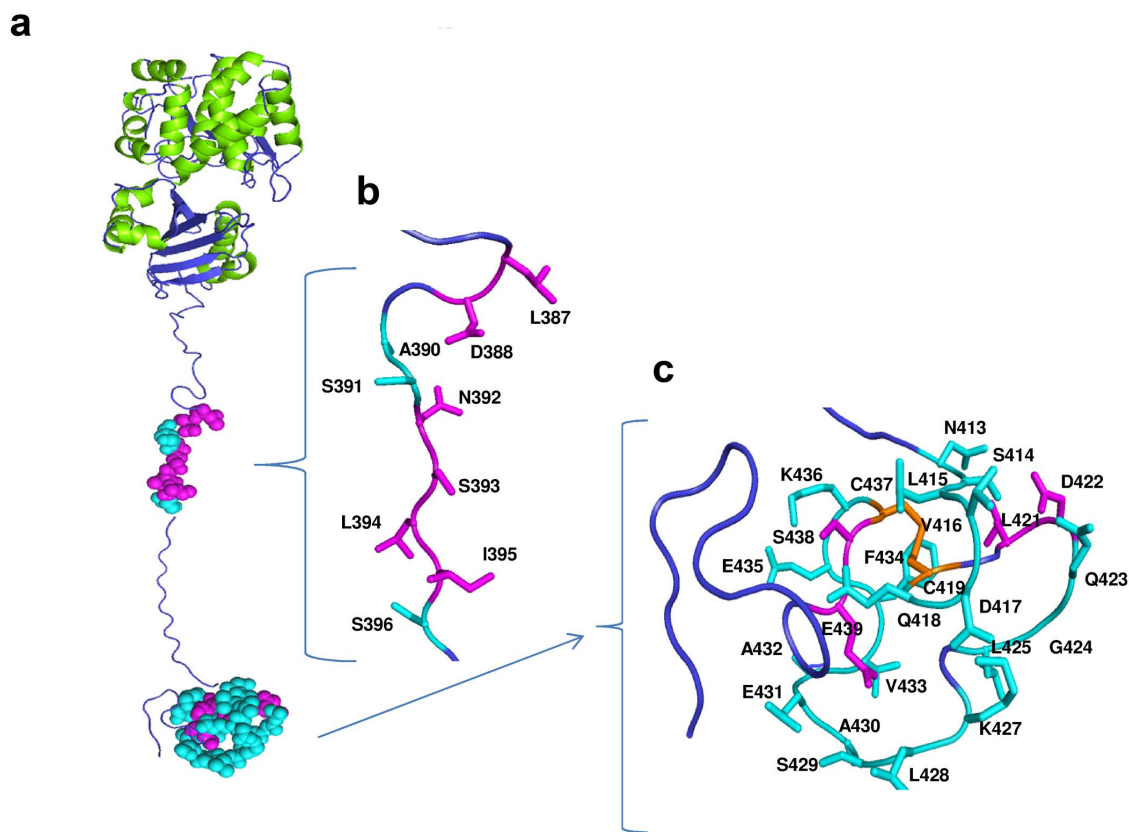 a
b
L387
D388
A390
S391
N392
S393
L394
I395
S396
c
N413
S414
K436
C437
L415
D422
V416
L421
S438
F434
E435
C419
Q423
Q418
D417
E439
A432
L425
G424
V433
E431
K427
A430
S429
L428